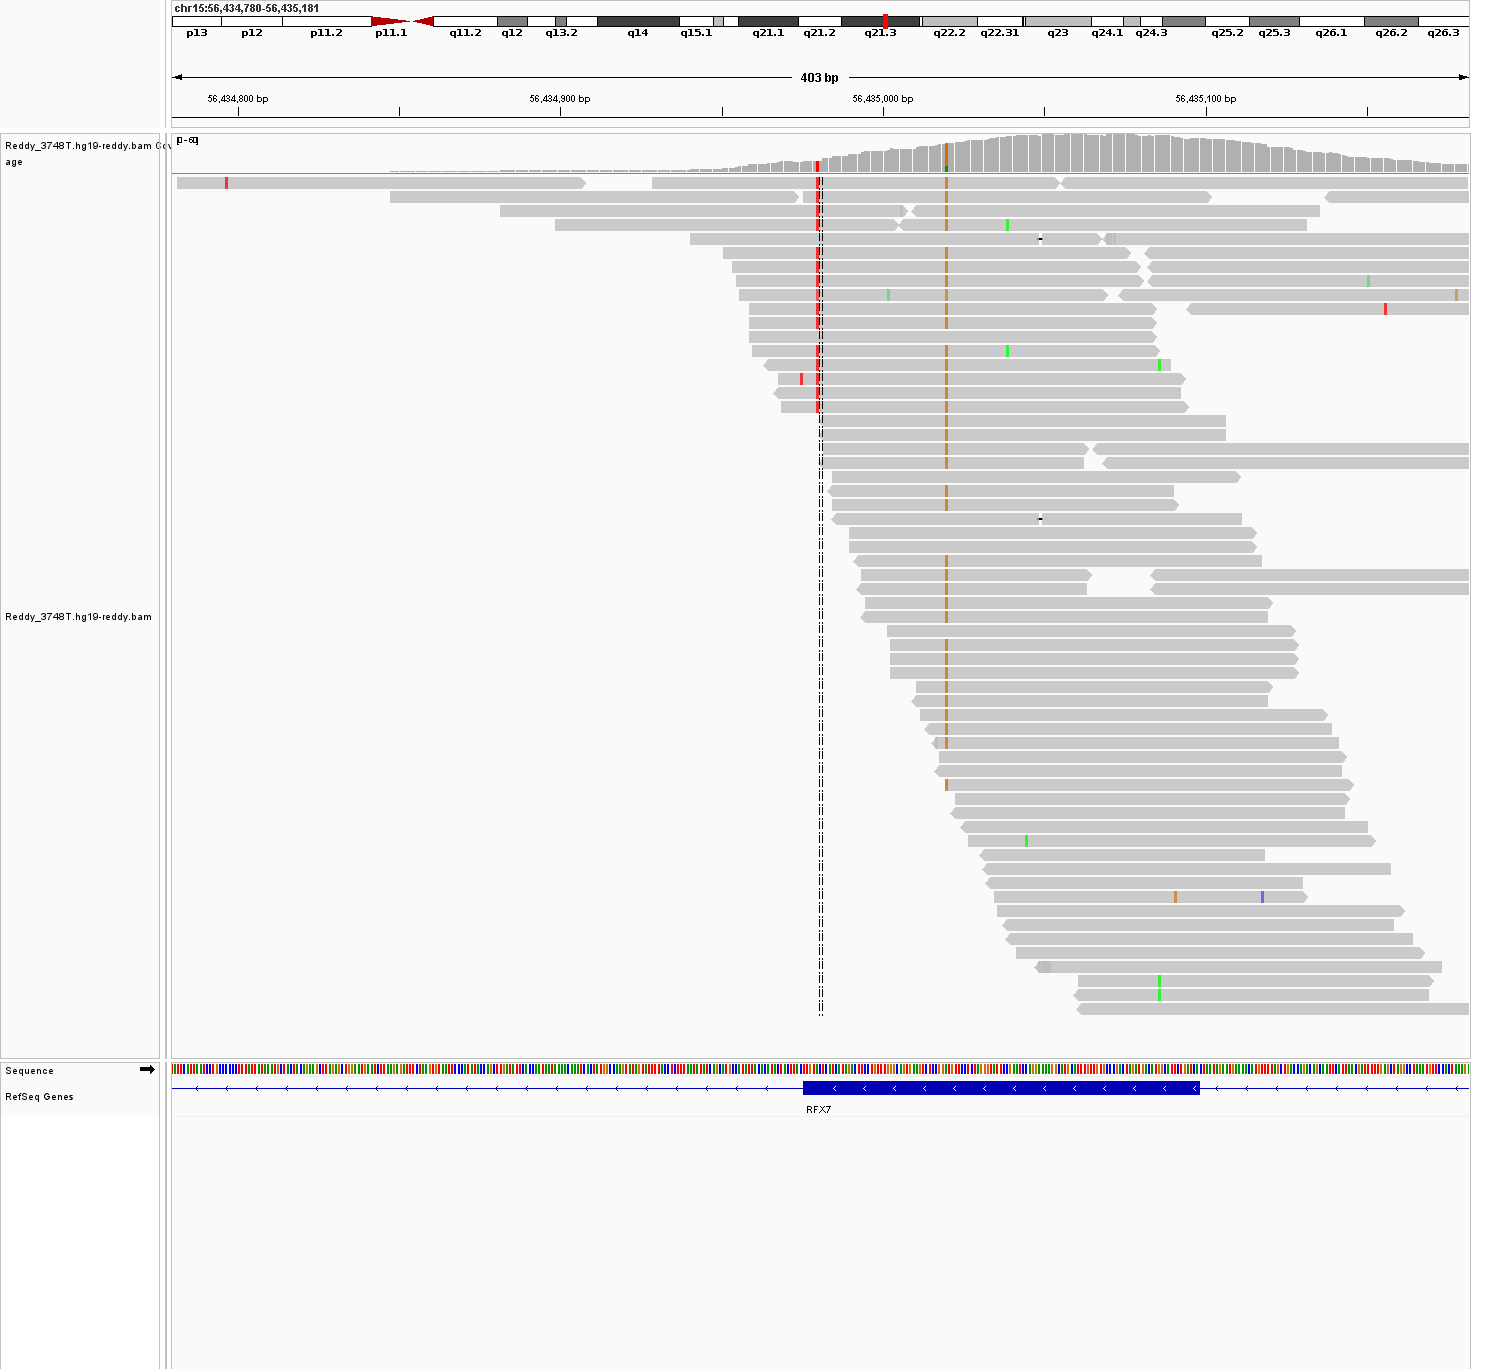 chr15:56,434,780-56,435,181
p13 p12 p11.2 p11.1 q11.2 q12 q13.2 q14 q15.1 q21.1 q21.2 q21.3 q22.2 q22.31 q23 q24.1 q24.3 q25.2 q25.3 q26.1 q26.2 q26.3
403 bp
56,434,800 bp 56,434,900 bp 56,435,000 bp 56,435,100 bp
[0-60]
Reddy_3748T.hg19-reddy.bam Cov
age
Reddy_3748T.hg19-reddy.bam
Sequence
RefSeq Genes
RFX7